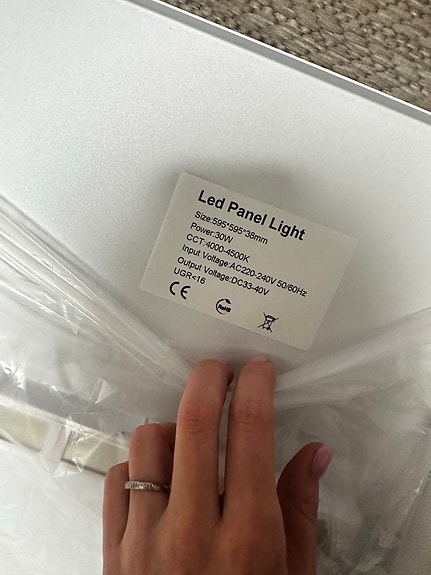 Led Panel Light
Size:595*595*38mm
Power:30W
CCT:4000-4500K
Input Voltage:AC220-240V 50/60Hz
Output Voltage:DC33-40V
UGR<16
CE RoHS